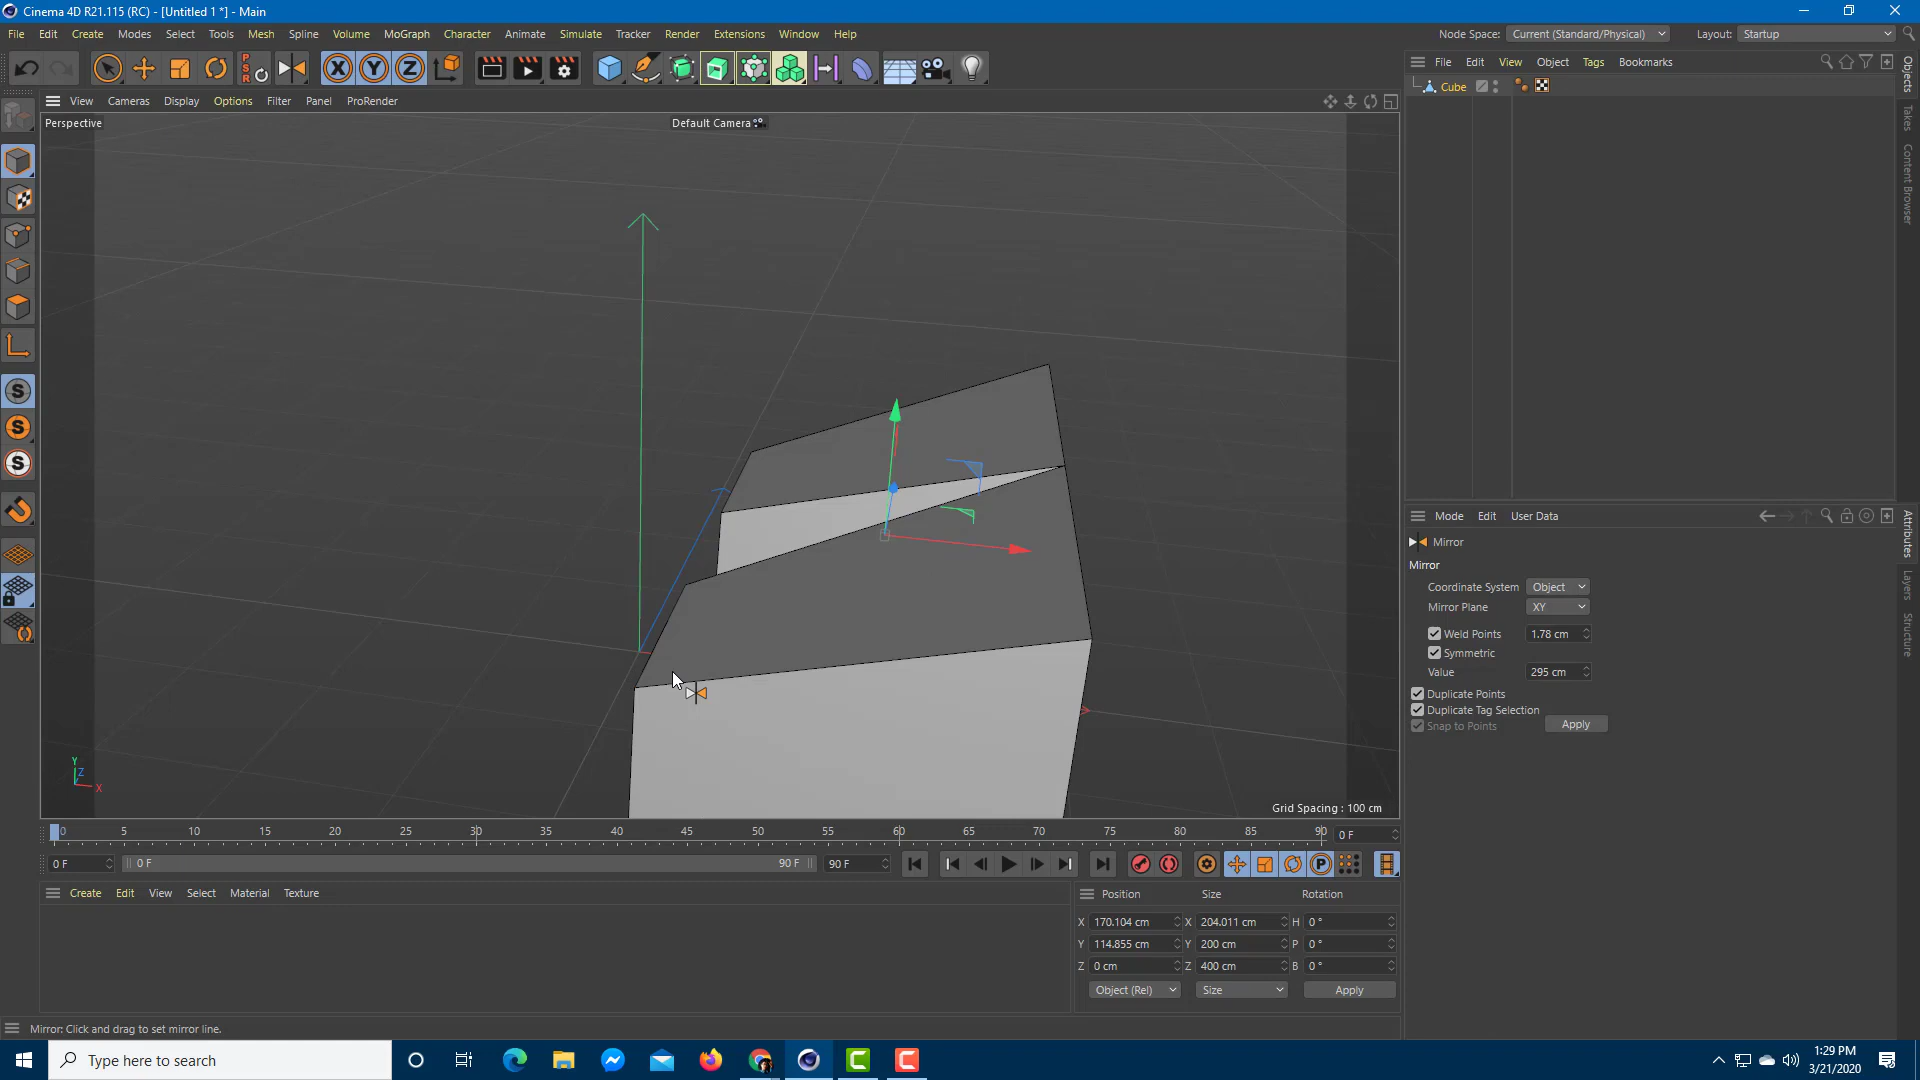 Cinema 4D R21.115 (RC) - [Untitled 1 *] - Main
File Edit Create Modes Select Tools Mesh Spline Volume MoGraph Character Animate Simulate Tracker Render Extensions Window Help
Node Space: Current (Standard/Physical) Layout: Startup
PSR X Y Z
File Edit View Object Tags Bookmarks
View Cameras Display Options Filter Panel ProRender
Perspective
Default Camera
Cube
Objects
Takes
Content Browser
Mode Edit User Data
Mirror
Mirror
Coordinate System Object
Mirror Plane XY
Weld Points 1.78 cm
Symmetric
Value 295 cm
Duplicate Points
Duplicate Tag Selection
Snap to Points Apply
Attributes
Layers
Structure
S
S
S
Y
Z
X
Grid Spacing : 100 cm
0 5 10 15 20 25 30 35 40 45 50 55 60 65 70 75 80 85 90 0 F
0 F 0 F 90 F 90 F P
Create Edit View Select Material Texture
Position Size Rotation
X 170.104 cm X 204.011 cm H 0 °
Y 114.855 cm Y 200 cm P 0 °
Z 0 cm Z 400 cm B 0 °
Object (Rel) Size Apply
Mirror: Click and drag to set mirror line.
Type here to search
1:29 PM
3/21/2020